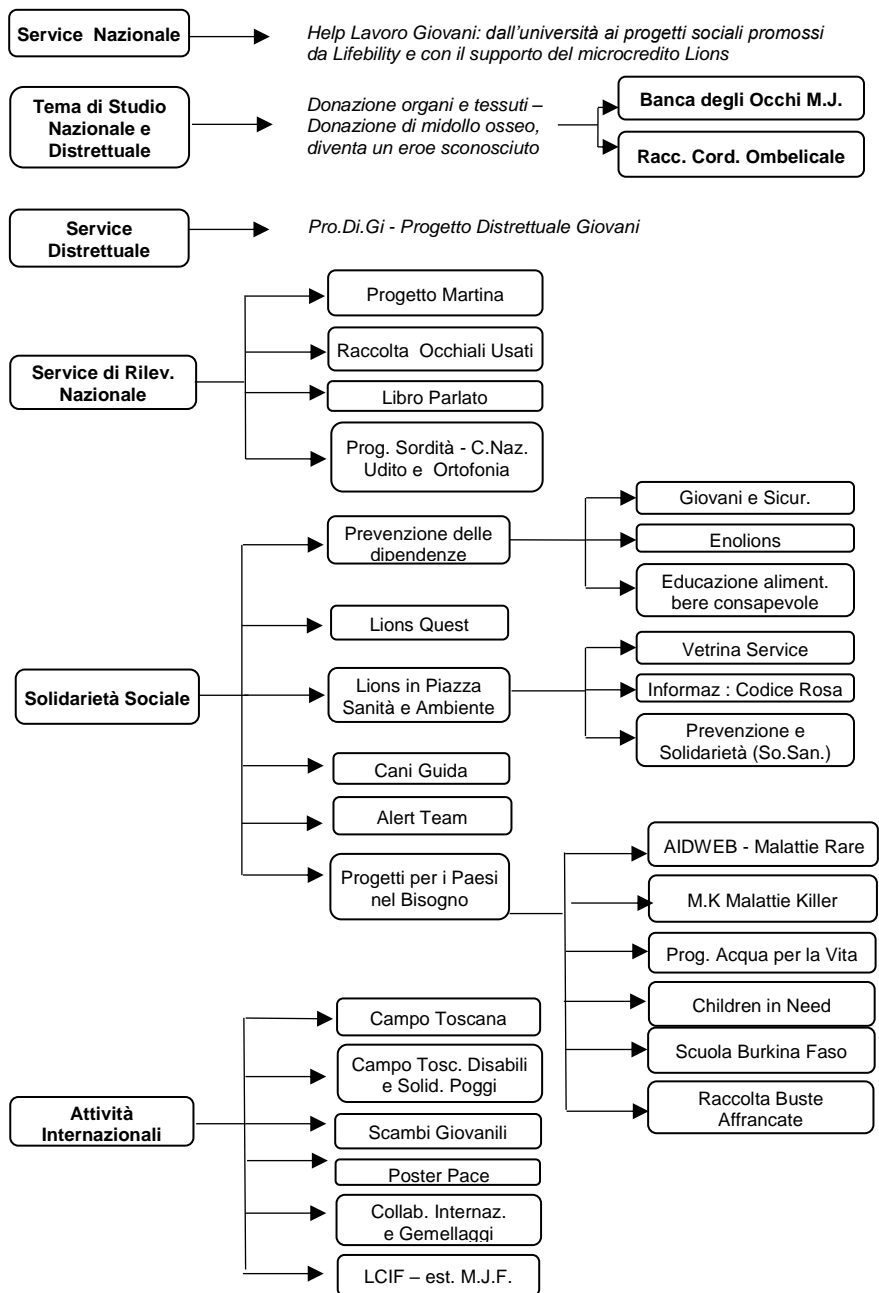 Service Nazionale
Help Lavoro Giovani: dall'università ai progetti sociali promossi
da Lifebility e con il supporto del microcredito Lions
Tema di Studio
Nazionale e
Distrettuale
Donazione organi e tessuti –
Donazione di midollo osseo,
diventa un eroe sconosciuto
Banca degli Occhi M.J.
Racc. Cord. Ombelicale
Service
Distrettuale
Pro.Di.Gi - Progetto Distrettuale Giovani
Service di Rilev.
Nazionale
Progetto Martina
Raccolta Occhiali Usati
Libro Parlato
Prog. Sordità - C.Naz.
Udito e Ortofonia
Solidarietà Sociale
Prevenzione delle
dipendenze
Giovani e Sicur.
Enolions
Educazione aliment.
bere consapevole
Lions Quest
Lions in Piazza
Sanità e Ambiente
Vetrina Service
Informaz : Codice Rosa
Prevenzione e
Solidarietà (So.San.)
Cani Guida
Alert Team
Progetti per i Paesi
nel Bisogno
AIDWEB - Malattie Rare
M.K Malattie Killer
Prog. Acqua per la Vita
Children in Need
Scuola Burkina Faso
Raccolta Buste
Affrancate
Attività
Internazionali
Campo Toscana
Campo Tosc. Disabili
e Solid. Poggi
Scambi Giovanili
Poster Pace
Collab. Internaz.
e Gemellaggi
LCIF – est. M.J.F.